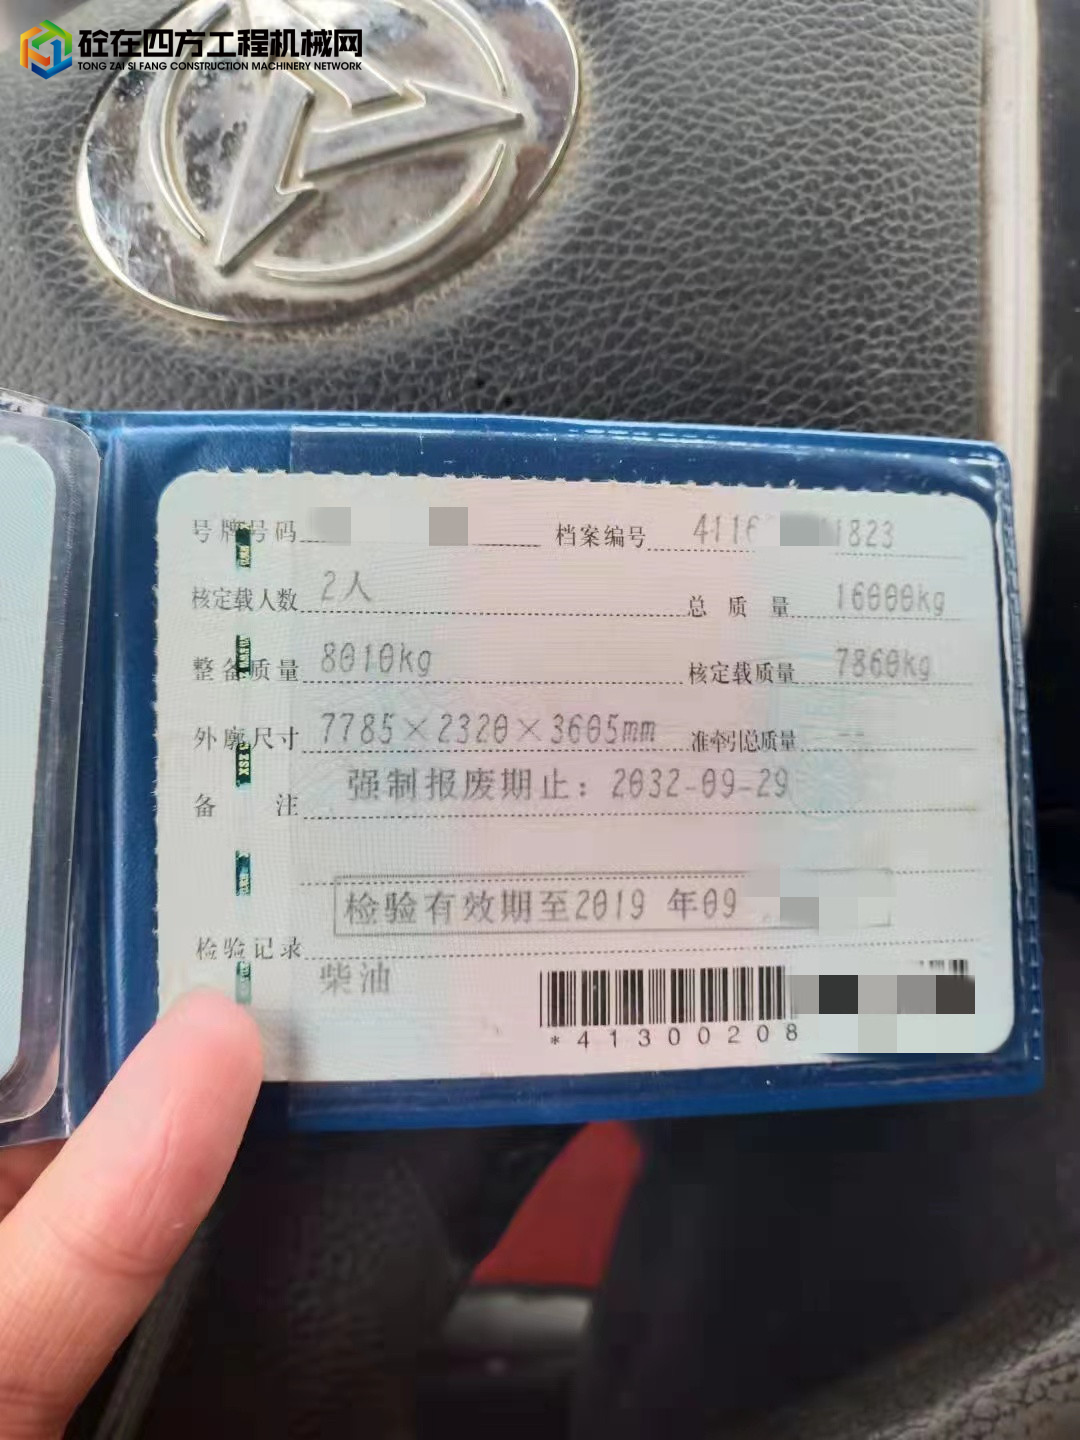 砼在四方工程机械网
TONG ZAI SI FANG CONSTRUCTION MACHINERY NETWORK
号牌号码 档案编号 4116 1823
核定载人数 2人 总质量 16000kg
整备质量 8010kg 核定载质量 7860kg
外廓尺寸 7785×2320×3605mm 准牵引总质量 --
备注 强制报废期止：2032-09-29
检验有效期至2019 年09
检验记录
柴油
*41300208